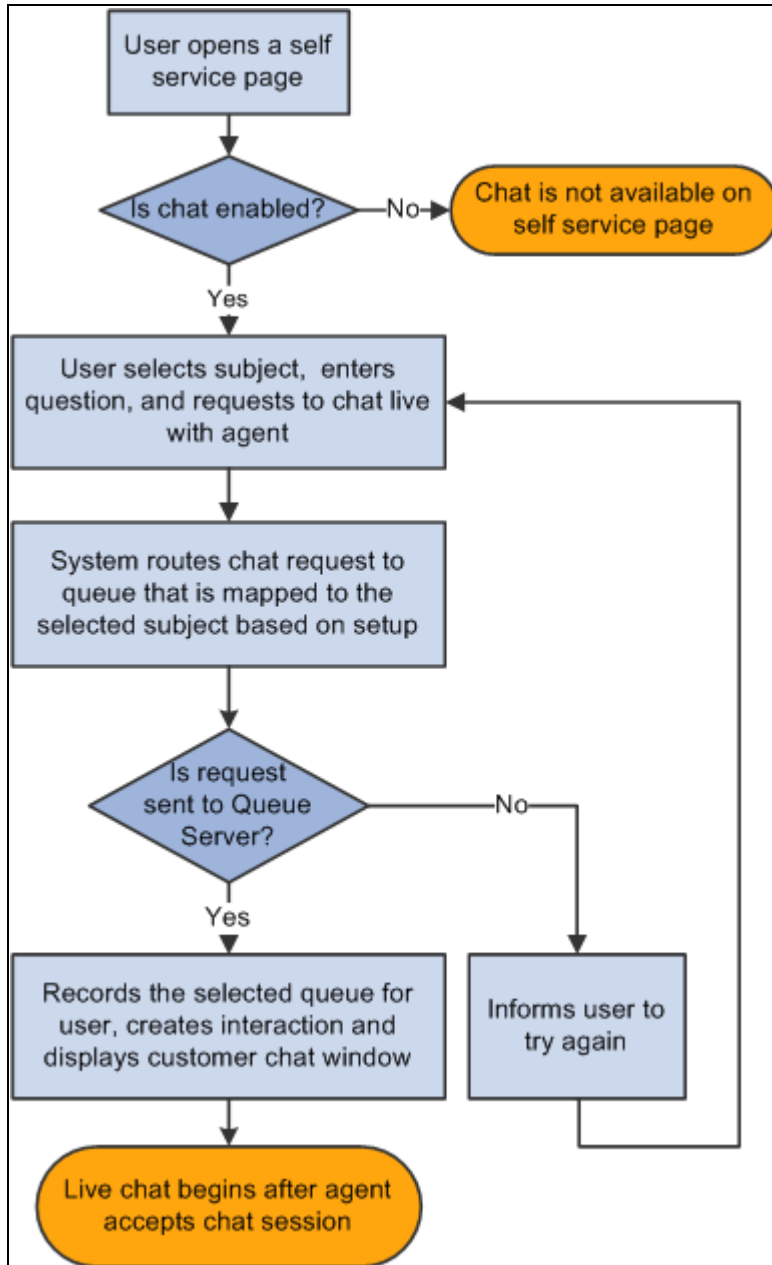 User opens a self
service page
Is chat enabled?
No
Chat is not available on
self service page
Yes
User selects subject, enters
question, and requests to chat live
with agent
System routes chat request to
queue that is mapped to the
selected subject based on setup
Is request
sent to Queue
Server?
No
Yes
Records the selected queue for
user, creates interaction and
displays customer chat window
Informs user to
try again
Live chat begins after agent
accepts chat session